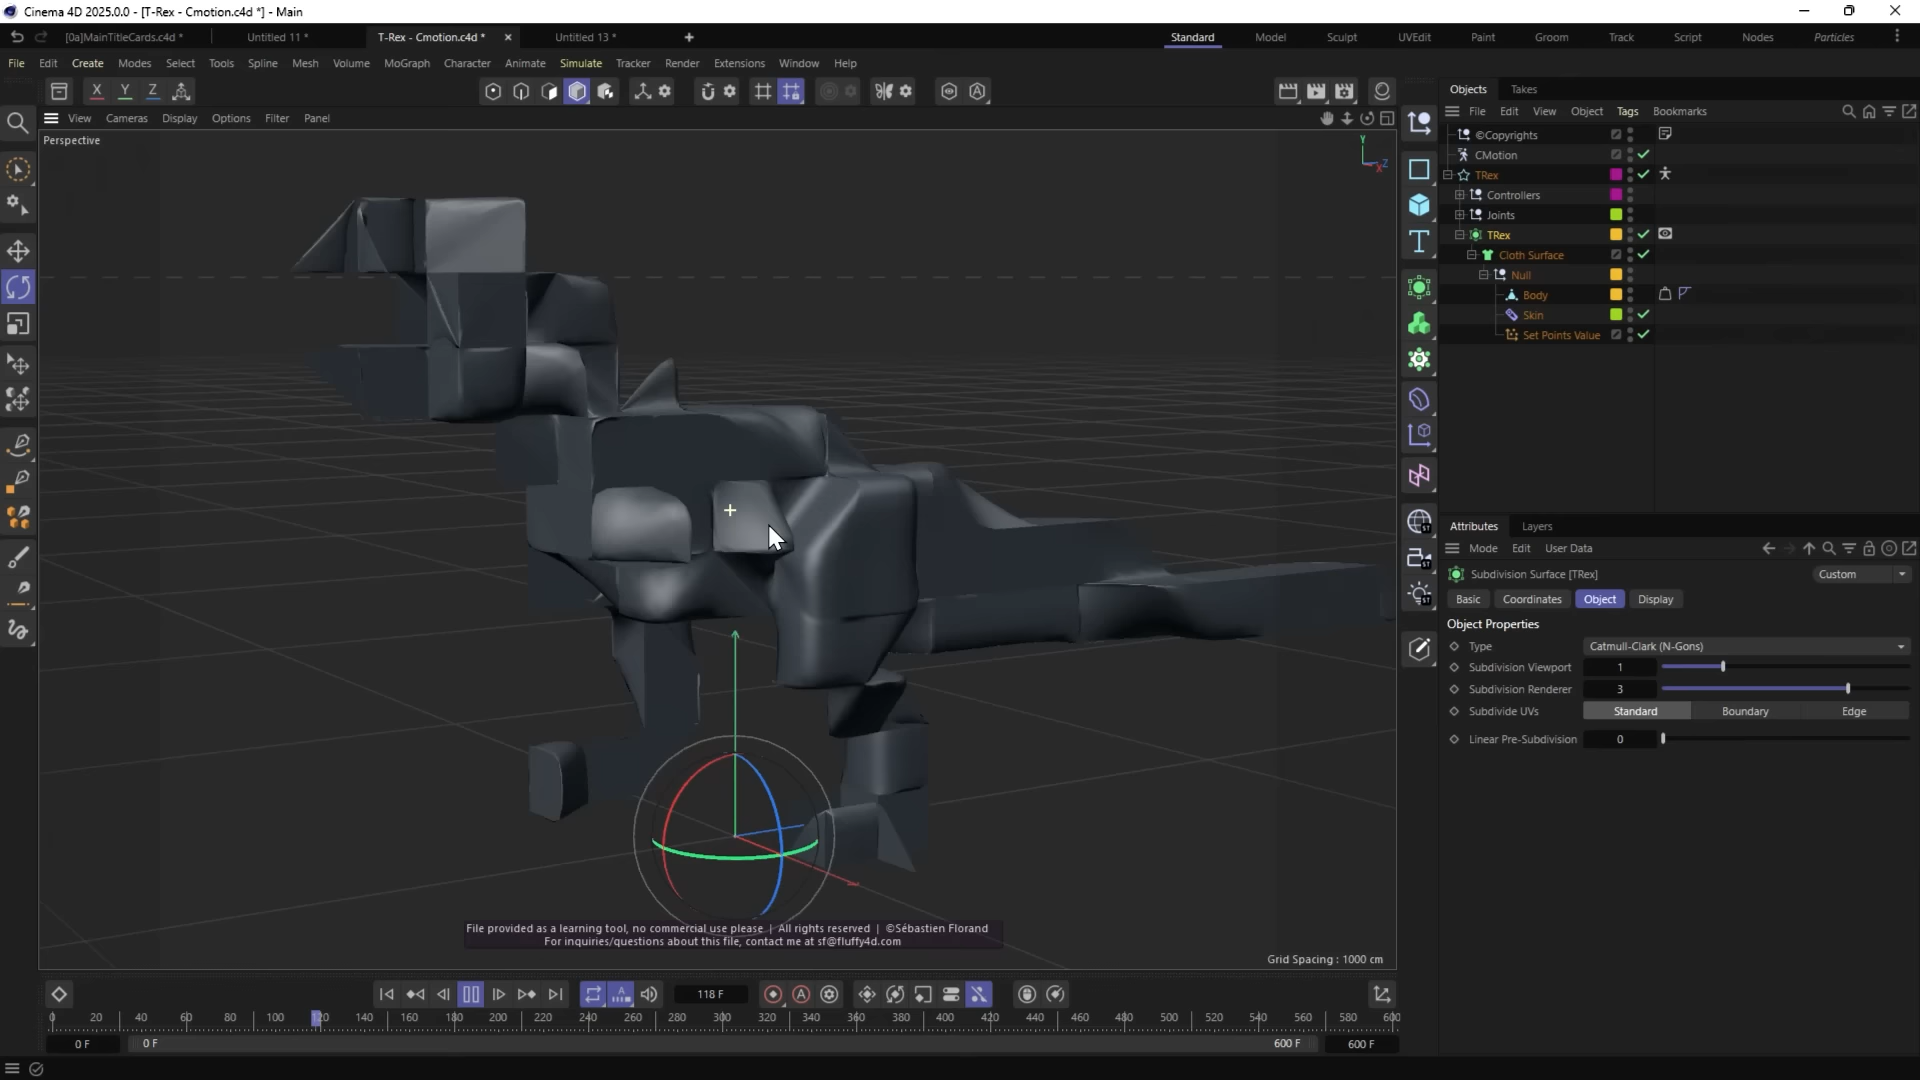 Cinema 4D 2025.0.0 - [T-Rex - Cmotion.c4d *] - Main
[0a]MainTitleCards.c4d *
Untitled 11 *
T-Rex - Cmotion.c4d *
Untitled 13 *
Standard
Model
Sculpt
UVEdit
Paint
Groom
Track
Script
Nodes
Particles
File Edit Create Modes Select Tools Spline Mesh Volume MoGraph Character Animate Simulate Tracker Render Extensions Window Help
X Y Z
Objects Takes
View Cameras Display Options Filter Panel
File Edit View Object Tags Bookmarks
Perspective
Y
Z
X
©Copyrights
CMotion
TRex
Controllers
Joints
TRex
Cloth Surface
Null
Body
Skin
Set Points Value
Attributes Layers
Mode Edit User Data
Subdivision Surface [TRex]
Custom
Basic Coordinates Object Display
Object Properties
Type Catmull-Clark (N-Gons)
Subdivision Viewport 1
Subdivision Renderer 3
Subdivide UVs Standard Boundary Edge
Linear Pre-Subdivision 0
File provided as a learning tool, no commercial use please | All rights reserved | ©Sébastien Florand
For inquiries/questions about this file, contact me at sf@fluffy4d.com
Grid Spacing : 1000 cm
118 F
0 20 40 60 80 100 120 140 160 180 200 220 240 260 280 300 320 340 360 380 400 420 440 460 480 500 520 540 560 580 600
0 F
0 F
600 F
600 F